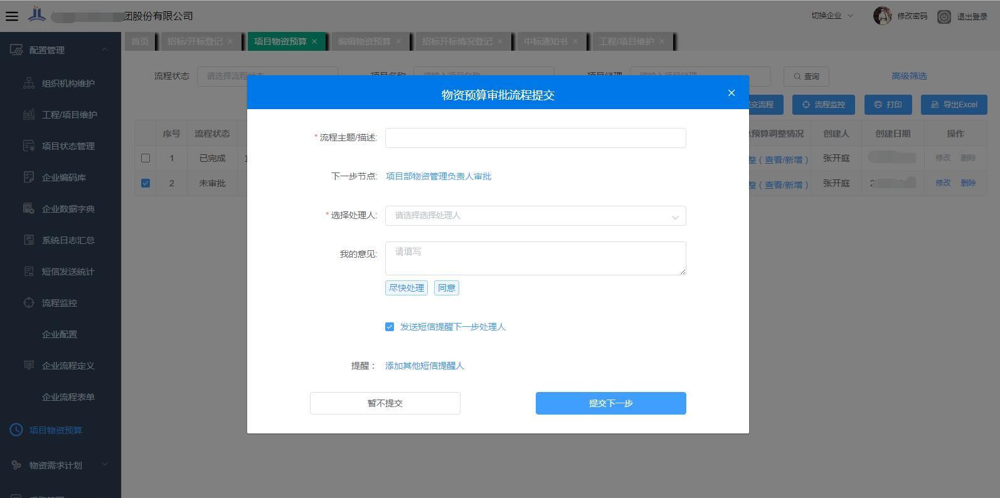 团股份有限公司
切换企业
修改密码
退出登录
首页
招标/开标登记 ×
项目物资预算 ×
编辑物资预算 ×
招标开标情况登记 ×
中标通知书 ×
工程/项目维护 ×
配置管理
组织机构维护
工程/项目维护
项目状态管理
企业编码库
企业数据字典
系统日志汇总
短信发送统计
流程监控
企业配置
企业流程定义
企业流程表单
项目物资预算
物资需求计划
流程状态
请选择流程状态
项目名称
请输入项目名称
项目经理
请输入项目经理
查询
高级筛选
交流程
流程监控
打印
导出Excel
序号
流程状态
预算调整情况
创建人
创建日期
操作
1
已完成
整（查看/新增）
张开庭
修改
删除
2
未审批
整（查看/新增）
张开庭
修改
删除
物资预算审批流程提交
* 流程主题/描述:
下一步节点: 项目部物资管理负责人审批
* 选择处理人: 请选择选择处理人
我的意见: 请填写
尽快处理 同意
发送短信提醒下一步处理人
提醒： 添加其他短信提醒人
暂不提交
提交下一步